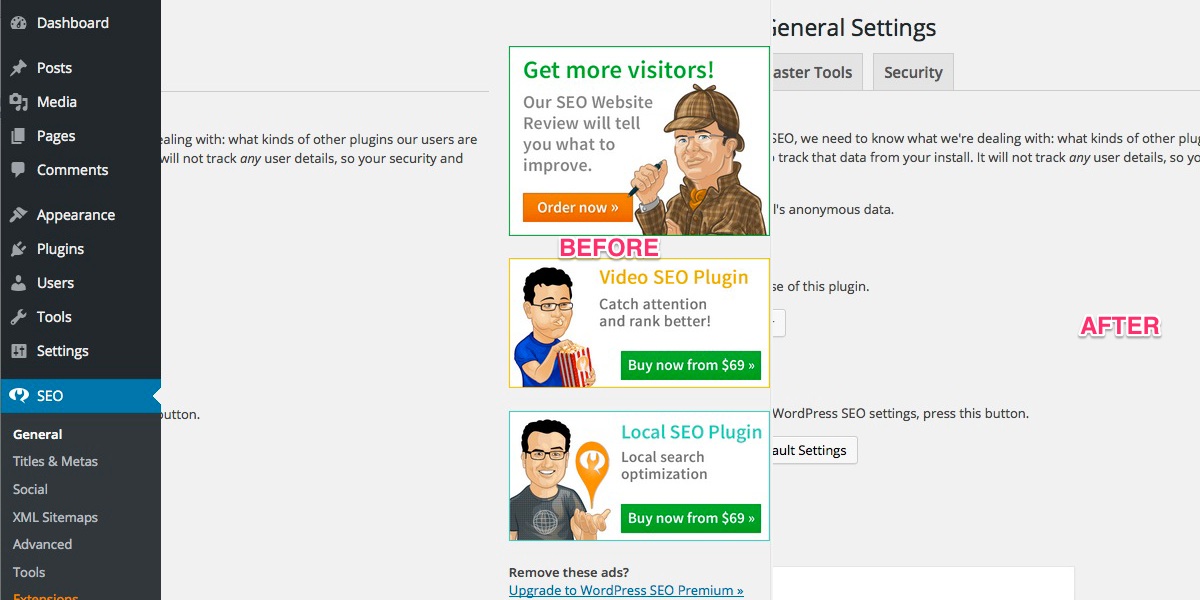 Dashboard
Posts
Media
Pages
Comments
Appearance
Plugins
Users
Tools
Settings
SEO
General
Titles & Metas
Social
XML Sitemaps
Advanced
Tools
Extensions
ealing with: what kinds of other plugins our users are
will not track any user details, so your security and
button.
Get more visitors!
Our SEO Website
Review will tell
you what to
improve.
Order now »
BEFORE
Video SEO Plugin
Catch attention
and rank better!
Buy now from $69 »
Local SEO Plugin
Local search
optimization
Buy now from $69 »
Remove these ads?
Upgrade to WordPress SEO Premium »
General Settings
aster Tools
Security
SEO, we need to know what we're dealing with: what kinds of other plug
track that data from your install. It will not track any user details, so yo
l's anonymous data.
se of this plugin.
AFTER
WordPress SEO settings, press this button.
ault Settings